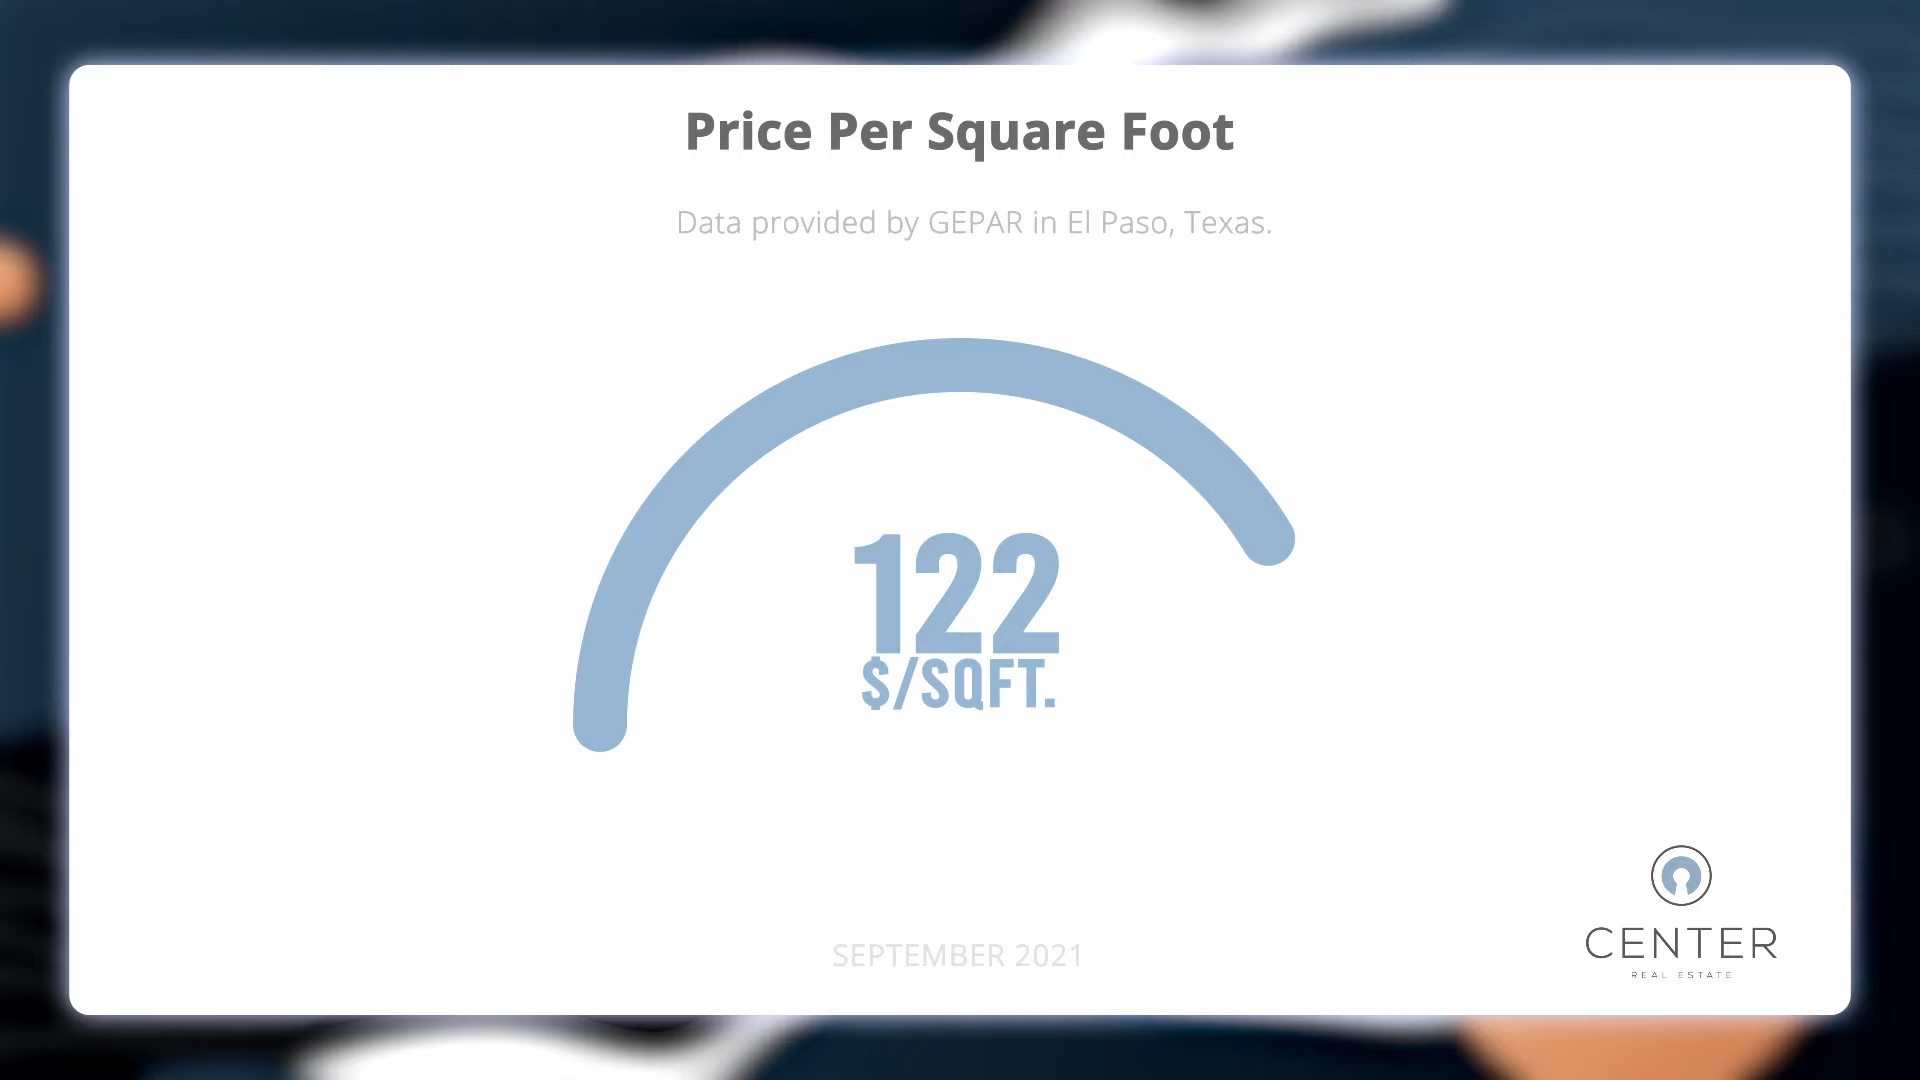 Price Per Square Foot
Data provided by GEPAR in El Paso, Texas.
122
$/SQFT.
SEPTEMBER 2021
CENTER
REAL ESTATE